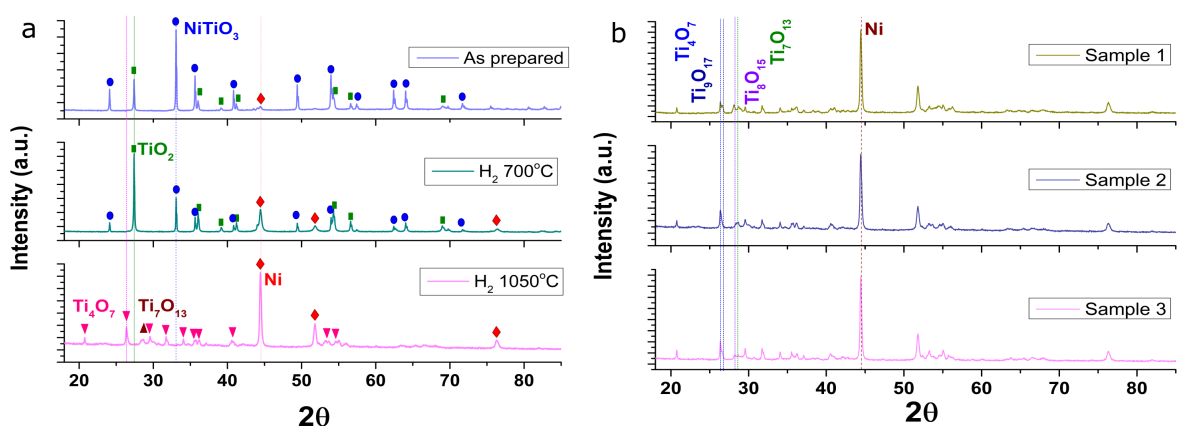 a
Intensity (a.u.)
NiTiO3
As prepared
TiO2
H2 700oC
H2 1050oC
Ti4O7
Ti7O13
Ni
20 30 40 50 60 70 80
2θ
b
Intensity (a.u.)
Ti4O7
Ti9O17
Ti8O15
Ti7O13
Ni
Sample 1
Sample 2
Sample 3
20 30 40 50 60 70 80
2θ